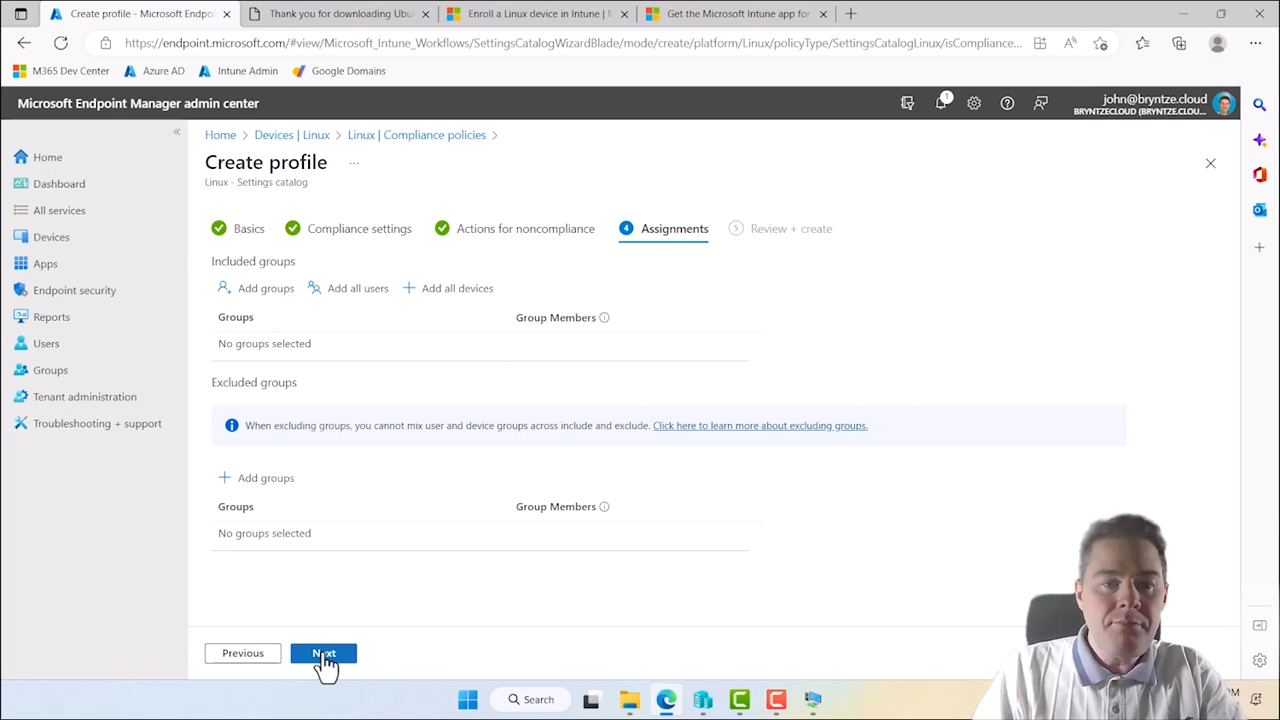 Create profile - Microsoft Endpo
Thank you for downloading Ubu
Enroll a Linux device in Intune | M
Get the Microsoft Intune app for
https://endpoint.microsoft.com/#view/Microsoft_Intune_Workflows/SettingsCatalogWizardBlade/mode/create/platform/Linux/policyType/SettingsCatalogLinux/isCompliance...
M365 Dev Center
Azure AD
Intune Admin
Google Domains
Microsoft Endpoint Manager admin center
1
john@bryntze.cloud
BRYNTZECLOUD (BRYNTZE.CLOU...
Home > Devices | Linux > Linux | Compliance policies >
Create profile ...
Linux - Settings catalog
Home
Dashboard
All services
Devices
Apps
Endpoint security
Reports
Users
Groups
Tenant administration
Troubleshooting + support
Basics
Compliance settings
Actions for noncompliance
4 Assignments
5 Review + create
Included groups
Add groups
Add all users
Add all devices
Groups
Group Members
No groups selected
Excluded groups
When excluding groups, you cannot mix user and device groups across include and exclude. Click here to learn more about excluding groups.
Add groups
Groups
Group Members
No groups selected
Previous
Next
Search